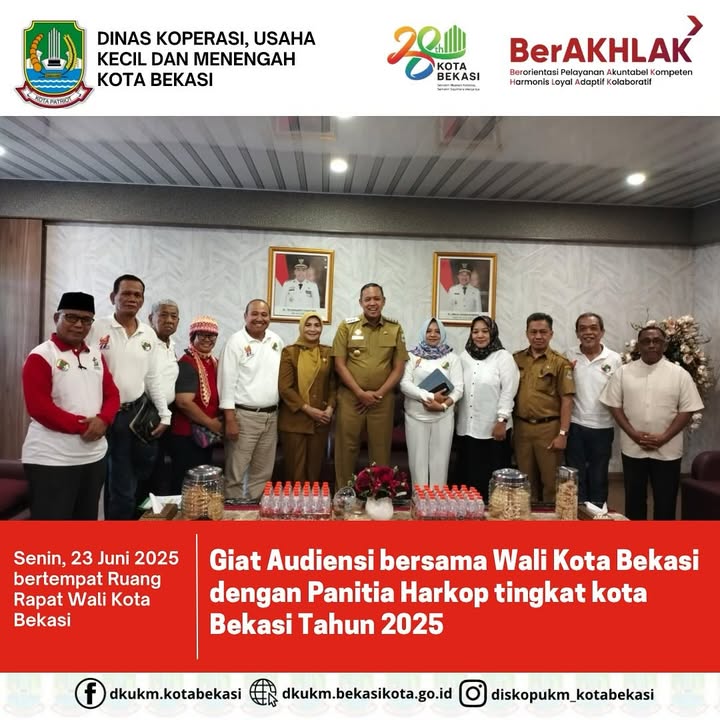 DINAS KOPERASI, USAHA
KECIL DAN MENENGAH
KOTA BEKASI
KOTA PATRIOT
28th
KOTA
BEKASI
BerAKHLAK
Berorientasi Pelayanan Akuntabel Kompeten
Harmonis Loyal Adaptif Kolaboratif
Senin, 23 Juni 2025
bertempat Ruang
Rapat Wali Kota
Bekasi
Giat Audiensi bersama Wali Kota Bekasi
dengan Panitia Harkop tingkat kota
Bekasi Tahun 2025
dkukm.kotabekasi
dkukm.bekasikota.go.id
diskopukm_kotabekasi